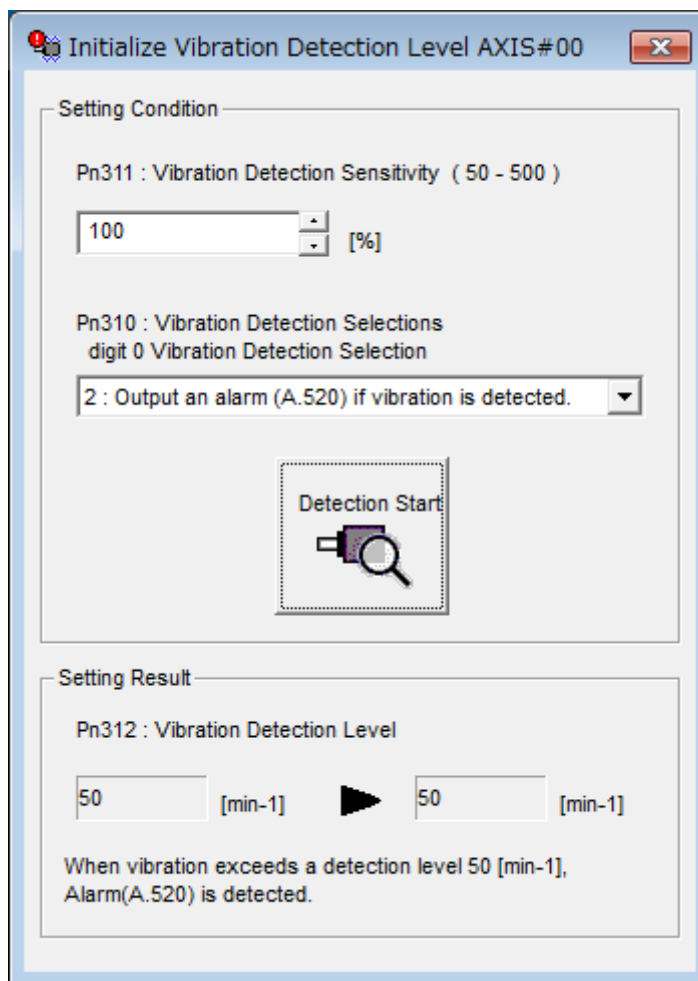 Initialize Vibration Detection Level AXIS#00
Setting Condition
Pn311 : Vibration Detection Sensitivity ( 50 - 500 )
100
[%]
Pn310 : Vibration Detection Selections
digit 0 Vibration Detection Selection
2 : Output an alarm (A.520) if vibration is detected.
Detection Start
Setting Result
Pn312 : Vibration Detection Level
50 [min-1] 50 [min-1]
When vibration exceeds a detection level 50 [min-1],
Alarm(A.520) is detected.